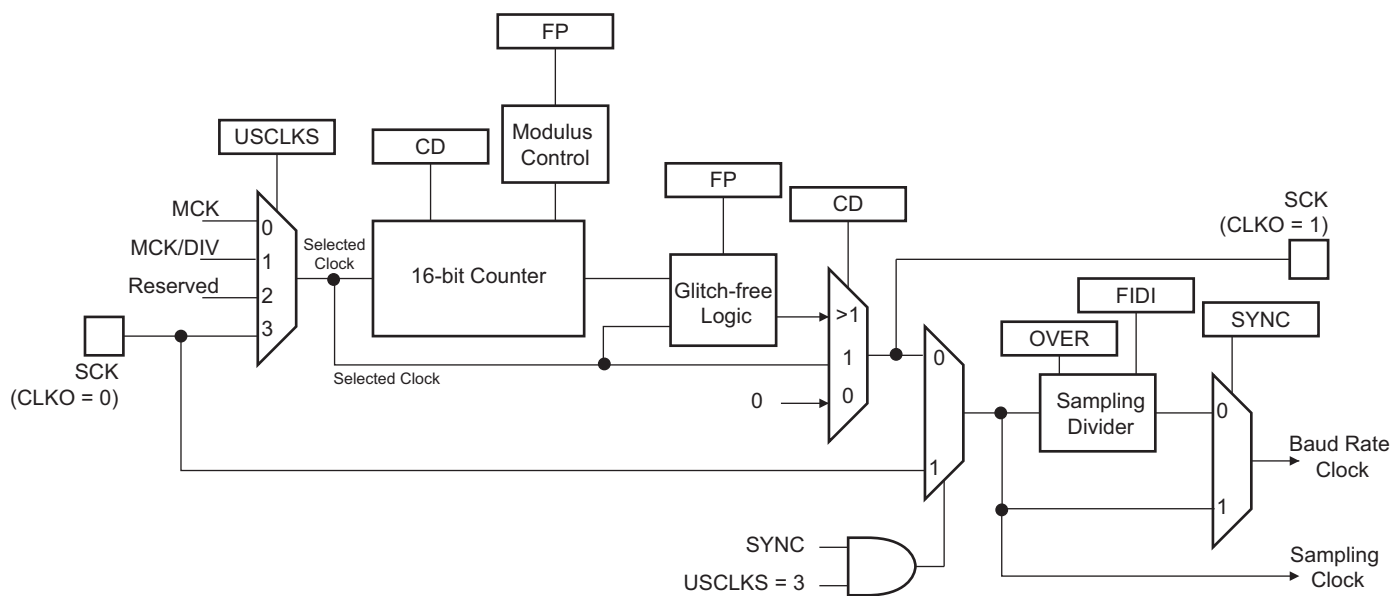 FP
USCLKS
CD
Modulus
Control
FP
CD
SCK
(CLKO = 1)
MCK
0
MCK/DIV
1
Reserved
2
3
Selected
Clock
16-bit Counter
Glitch-free
Logic
>1
1
0
0
SCK
(CLKO = 0)
Selected Clock
FIDI
OVER
SYNC
0
1
Sampling
Divider
0
1
Baud Rate
Clock
SYNC
USCLKS = 3
Sampling
Clock